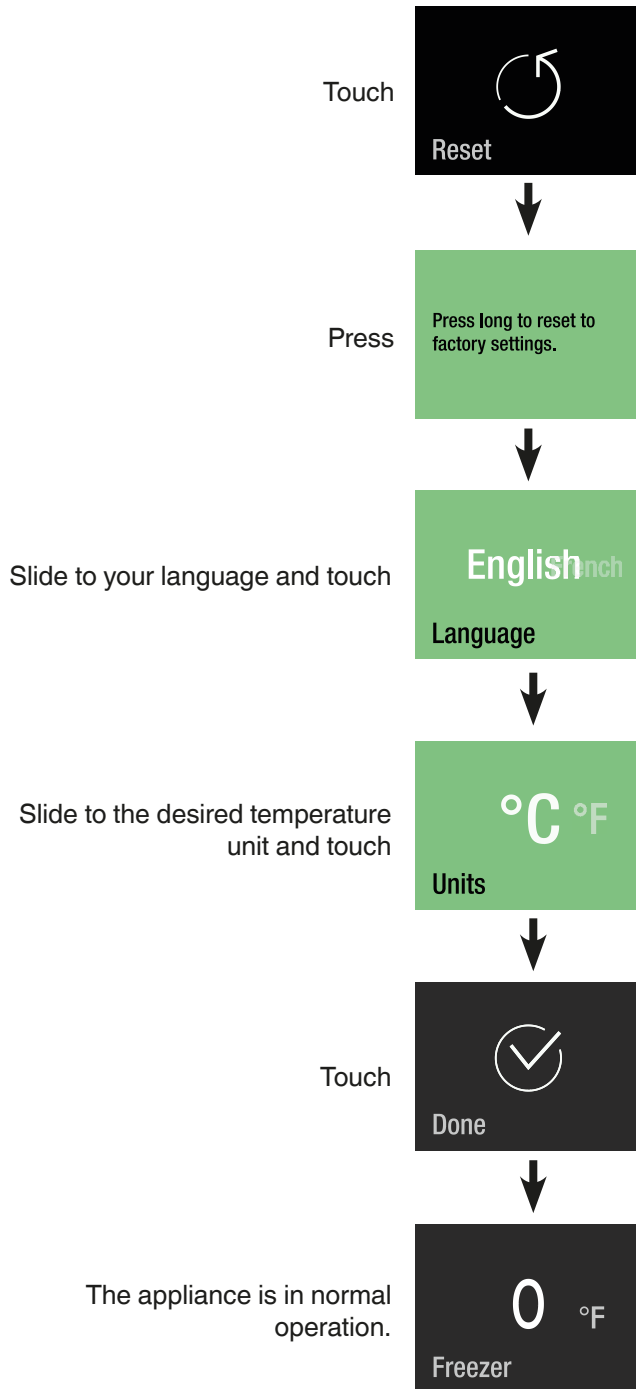 Touch
Reset
Press
Press long to reset to
factory settings.
Slide to your language and touch
English
French
Language
Slide to the desired temperature
unit and touch
°C °F
Units
Touch
Done
The appliance is in normal
operation.
0 °F
Freezer